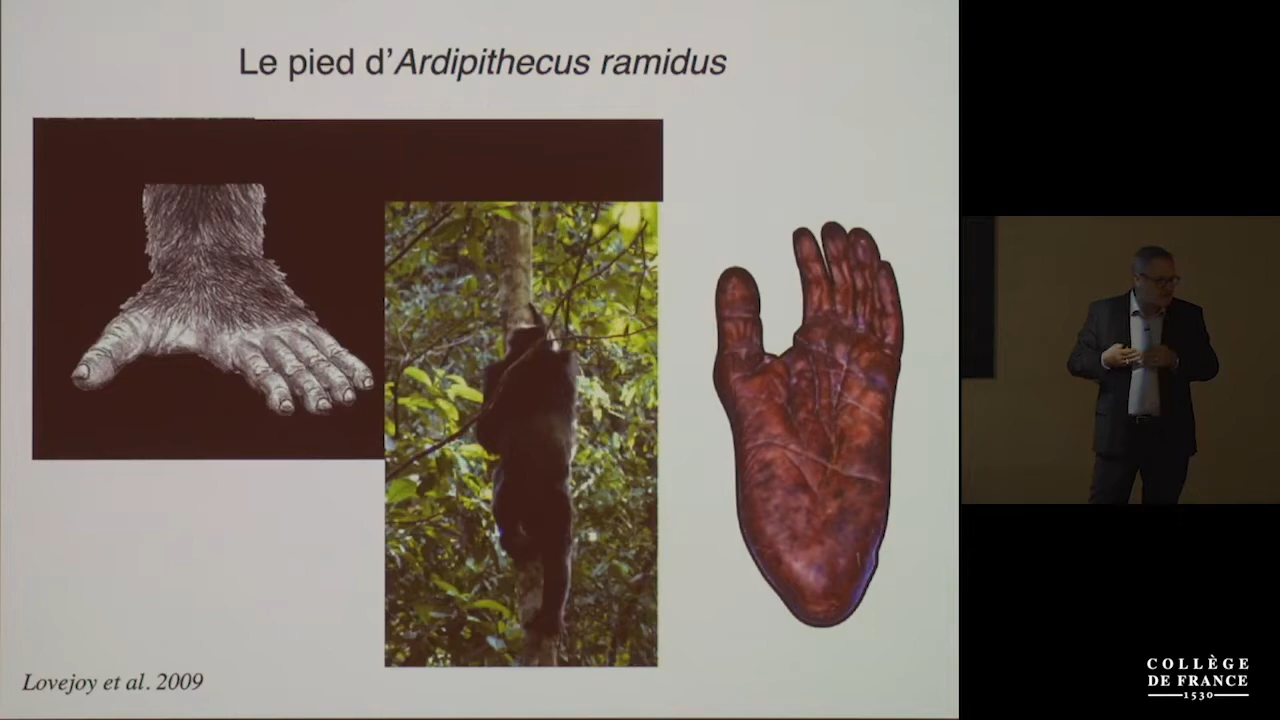 Le pied d'Ardipithecus ramidus
Lovejoy et al. 2009
COLLÈGE
DE FRANCE
1530